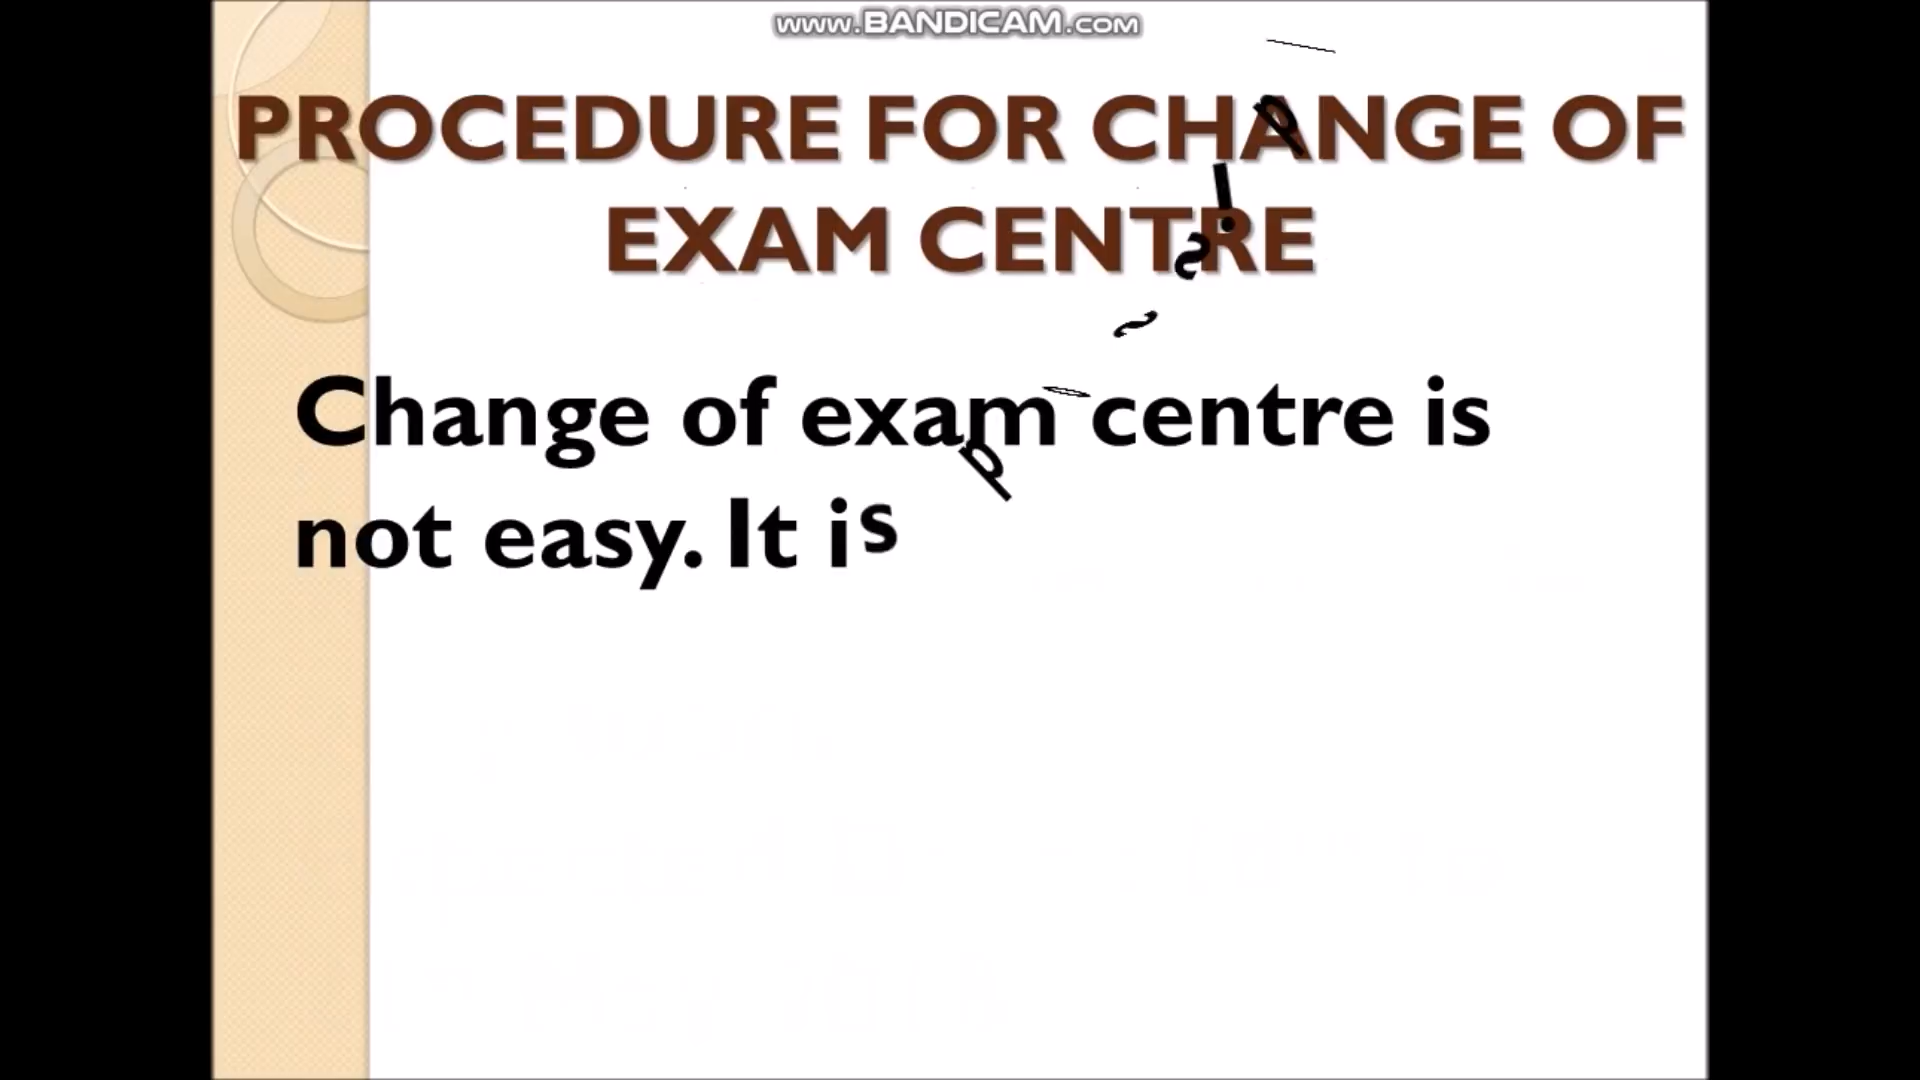 www.BANDICAM.com
PROCEDURE FOR CHANGE OF
EXAM CENTRE
Change of exam centre is
not easy. It is